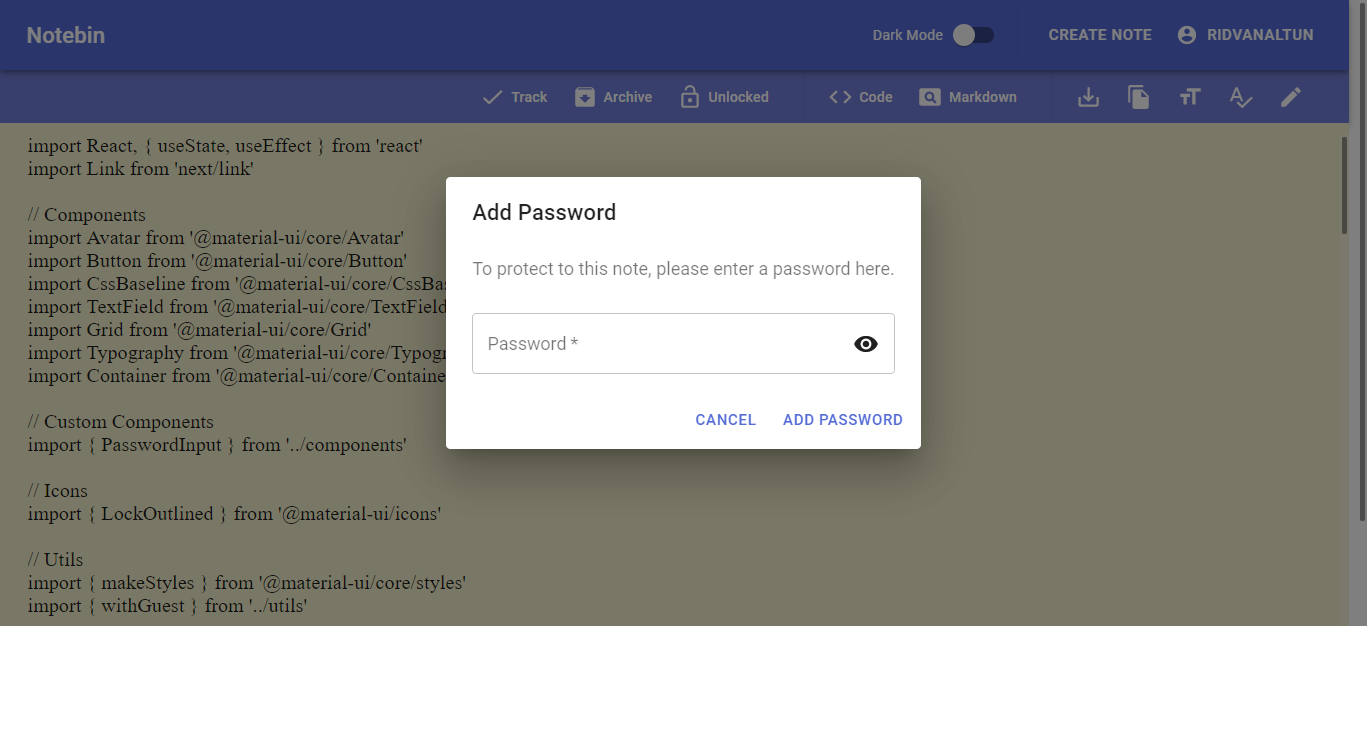 Notebin
Dark Mode
CREATE NOTE
RIDVANALTUN
Track
Archive
Unlocked
Code
Markdown
import React, { useState, useEffect } from 'react'
import Link from 'next/link'
// Components
import Avatar from '@material-ui/core/Avatar'
import Button from '@material-ui/core/Button'
import CssBaseline from '@material-ui/core/CssBas
import TextField from '@material-ui/core/TextField
import Grid from '@material-ui/core/Grid'
import Typography from '@material-ui/core/Typogr
import Container from '@material-ui/core/Containe
// Custom Components
import { PasswordInput } from '../components'
// Icons
import { LockOutlined } from '@material-ui/icons'
// Utils
import { makeStyles } from '@material-ui/core/styles'
import { withGuest } from '../utils'
Add Password
To protect to this note, please enter a password here.
Password *
CANCEL
ADD PASSWORD